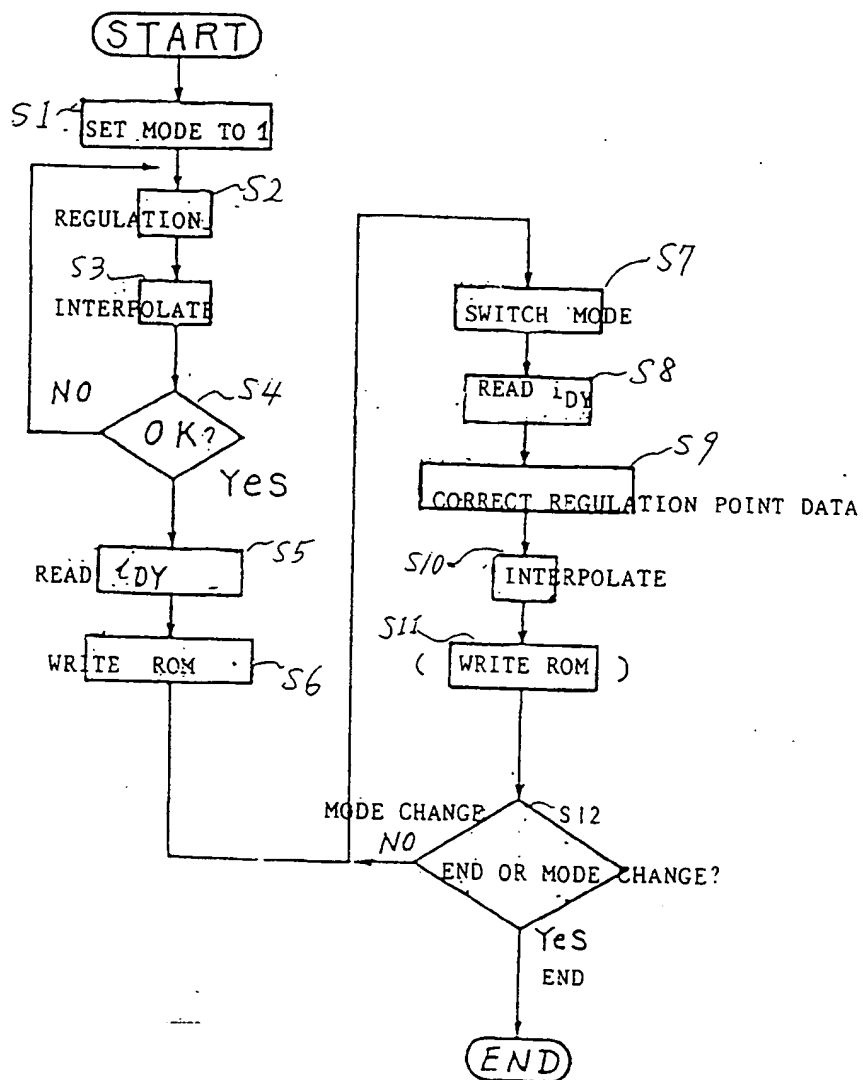 START
S1
SET MODE TO 1
S2
REGULATION
S3
INTERPOLATE
S4
NO
OK?
Yes
S5
READ iDY
WRITE ROM
S6
S7
SWITCH MODE
S8
READ iDY
S9
CORRECT REGULATION POINT DATA
S10
INTERPOLATE
S11
( WRITE ROM )
MODE CHANGE
S12
NO
END OR MODE CHANGE?
Yes
END
END